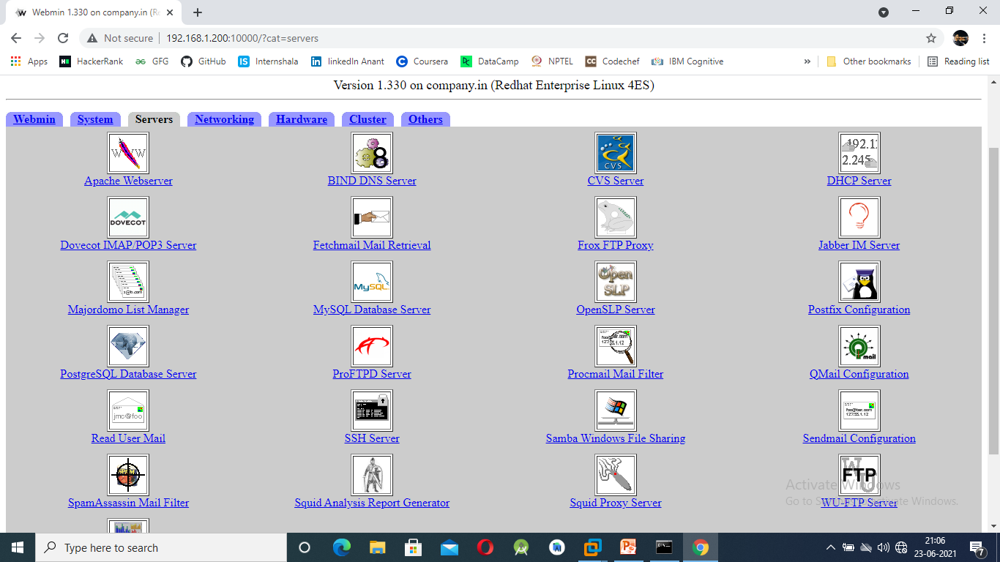 Webmin 1.330 on company.in (Re
Not secure 192.168.1.200:10000/?cat=servers
Apps HackerRank GFG GitHub Internshala linkedIn Anant Coursera DataCamp NPTEL Codechef IBM Cognitive » Other bookmarks Reading list
Version 1.330 on company.in (Redhat Enterprise Linux 4ES)
Webmin System Servers Networking Hardware Cluster Others
Apache Webserver BIND DNS Server CVS Server DHCP Server
Dovecot IMAP/POP3 Server Fetchmail Mail Retrieval Frox FTP Proxy Jabber IM Server
Majordomo List Manager MySQL Database Server OpenSLP Server Postfix Configuration
PostgreSQL Database Server ProFTPD Server Procmail Mail Filter QMail Configuration
Read User Mail SSH Server Samba Windows File Sharing Sendmail Configuration
SpamAssassin Mail Filter Squid Analysis Report Generator Squid Proxy Server WU-FTP Server
WWW
8
CVS
192.1
2.245
DOVECOT
MySQL
Open
SLP
mail
jmc@foo
WU
FTP
Activate Windows
Go to Settings to activate Windows.
Type here to search
21:06
23-06-2021
7